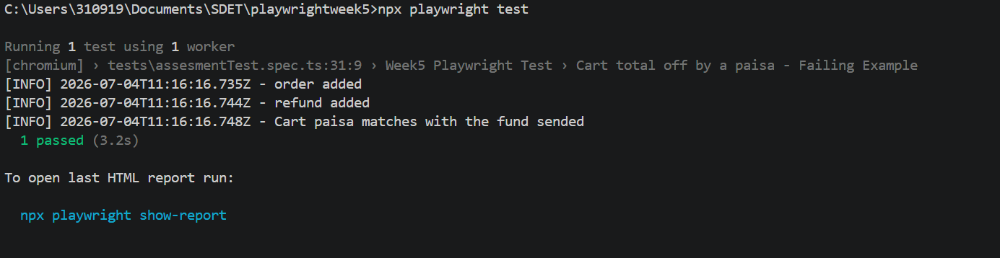 C:\Users\310919\Documents\SDET\playwrightweek5>npx playwright test
Running 1 test using 1 worker
[chromium] › tests\assesmentTest.spec.ts:31:9 › Week5 Playwright Test › Cart total off by a paisa - Failing Example
[INFO] 2026-07-04T11:16:16.735Z - order added
[INFO] 2026-07-04T11:16:16.744Z - refund added
[INFO] 2026-07-04T11:16:16.748Z - Cart paisa matches with the fund sended
1 passed (3.2s)
To open last HTML report run:
npx playwright show-report